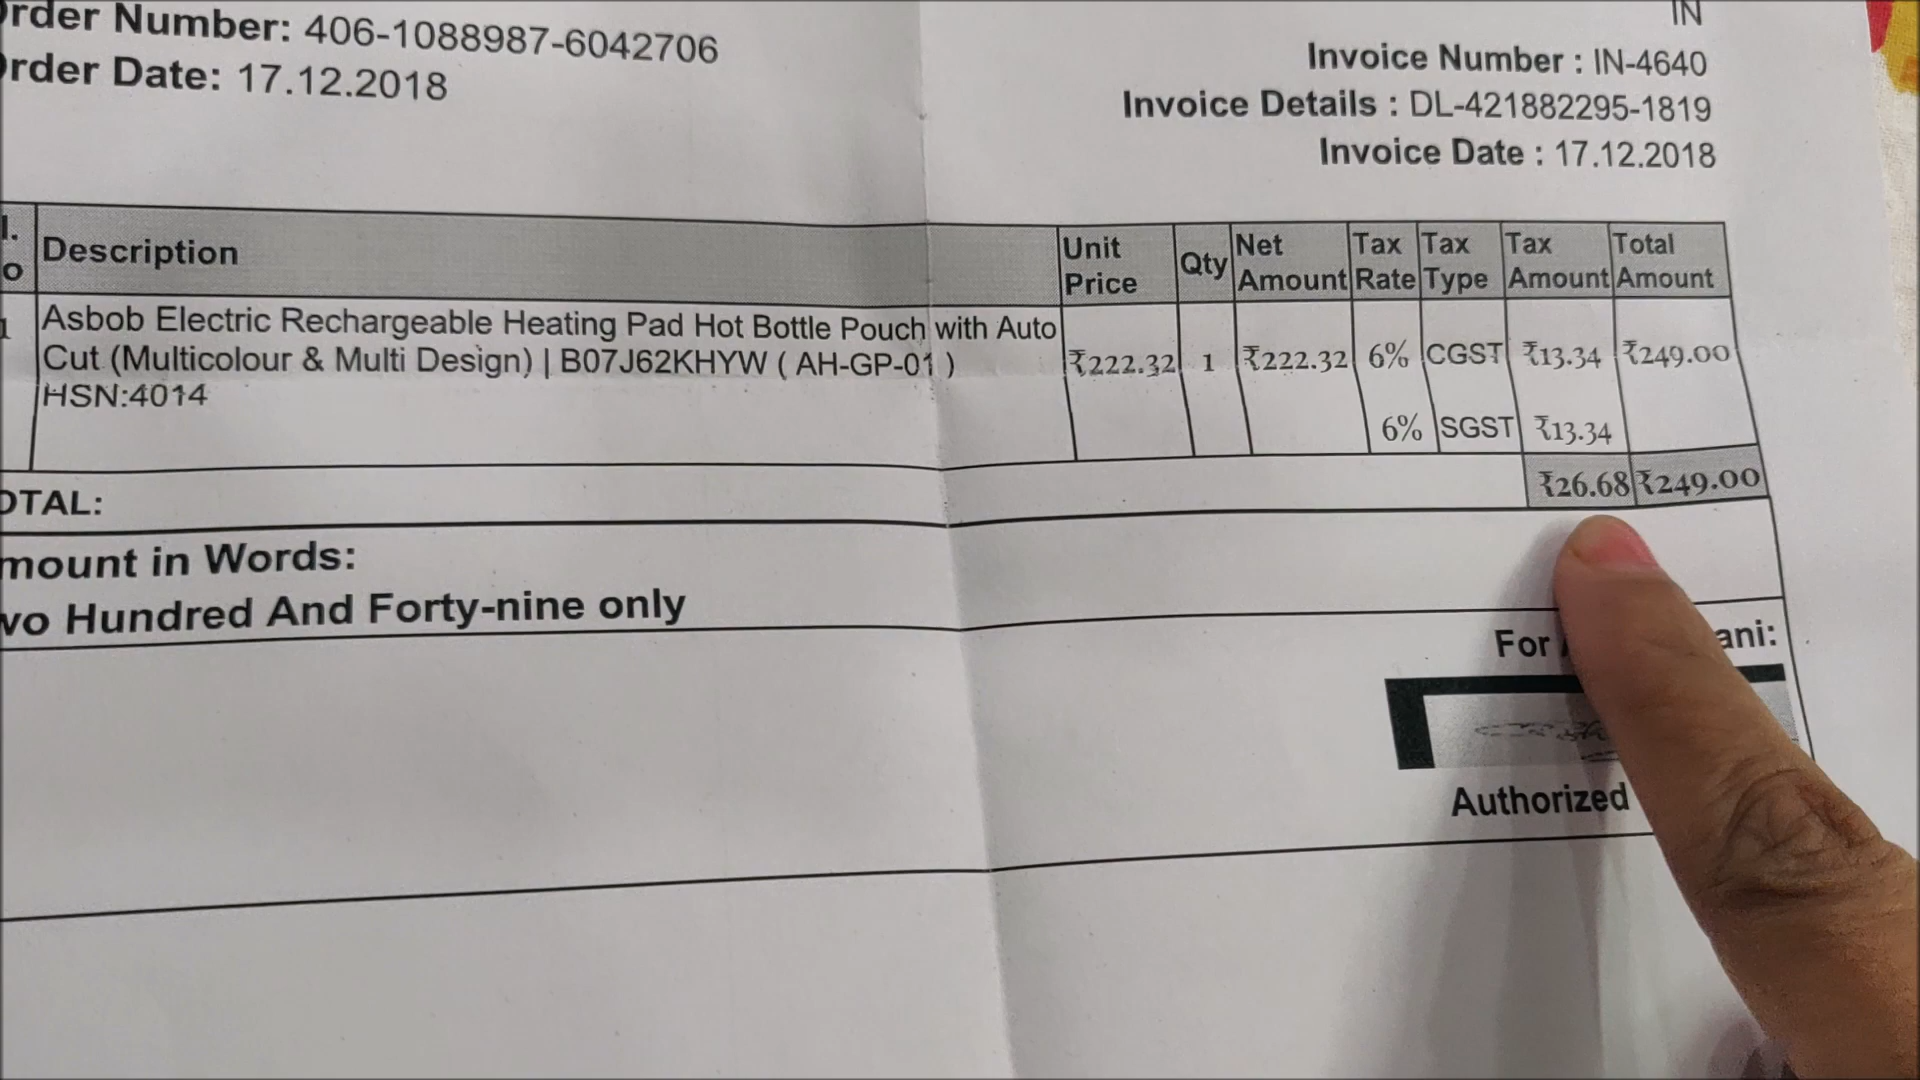 rder Number: 406-1088987-6042706
rder Date: 17.12.2018
IN
Invoice Number : IN-4640
Invoice Details : DL-421882295-1819
Invoice Date : 17.12.2018
l. o Description Unit Price Qty Net Amount Tax Rate Tax Type Tax Amount Total Amount
1 Asbob Electric Rechargeable Heating Pad Hot Bottle Pouch with Auto
Cut (Multicolour & Multi Design) | B07J62KHYW ( AH-GP-01 ) ₹222.32 1 ₹222.32 6% CGST ₹13.34 ₹249.00
HSN:4014
6% SGST ₹13.34
OTAL: ₹26.68 ₹249.00
mount in Words:
wo Hundred And Forty-nine only
For ani:
Authorized